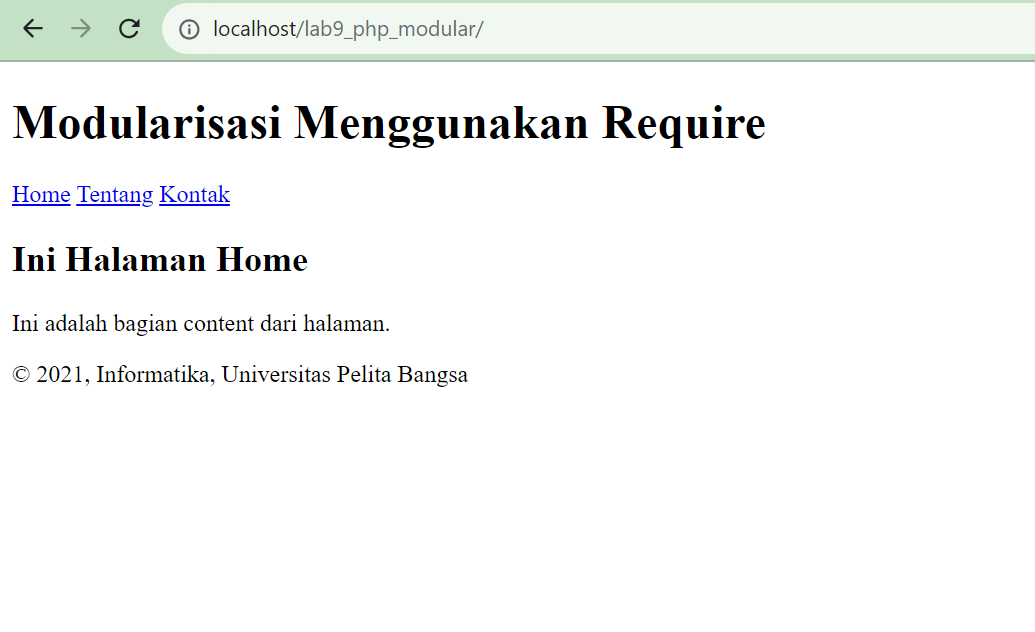 localhost/lab9_php_modular/
Modularisasi Menggunakan Require
Home Tentang Kontak
Ini Halaman Home
Ini adalah bagian content dari halaman.
© 2021, Informatika, Universitas Pelita Bangsa